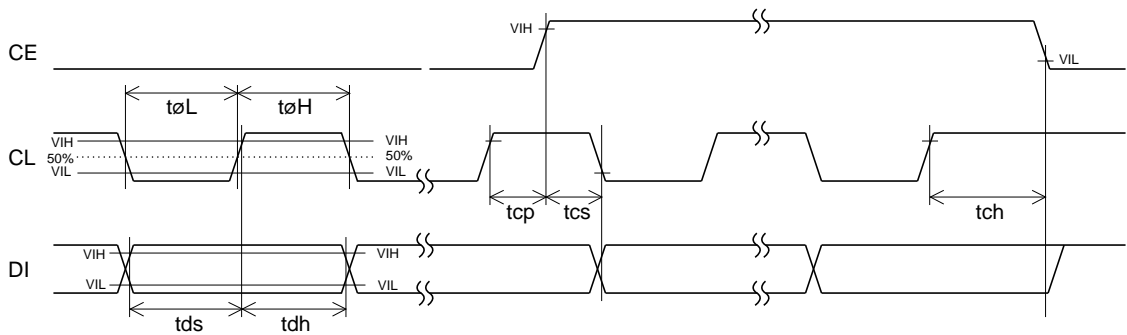 CE
VIH
VIL
tøL
tøH
CL
VIH
50%
VIL
VIH
50%
VIL
tcp
tcs
tch
DI
VIH
VIL
VIH
VIL
tds
tdh